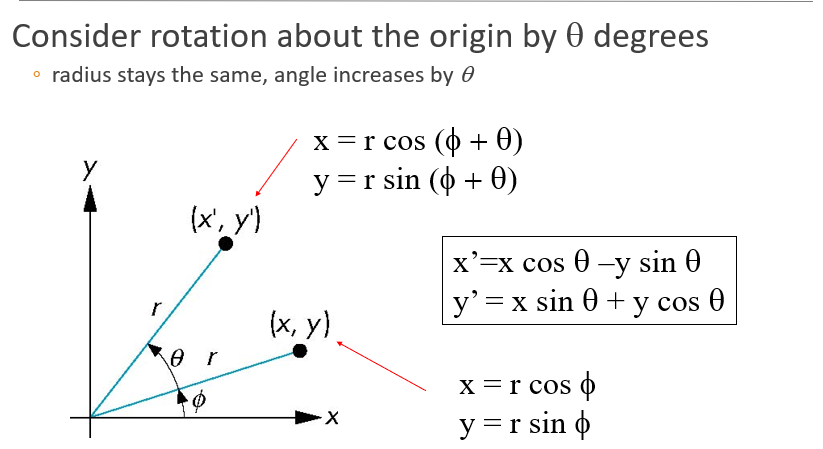 Consider rotation about the origin by θ degrees
◦ radius stays the same, angle increases by θ
x = r cos (ϕ + θ)
y = r sin (ϕ + θ)
y
(x', y')
x’=x cos θ –y sin θ
y’ = x sin θ + y cos θ
r
(x, y)
θ r
ϕ
x
x = r cos ϕ
y = r sin ϕ